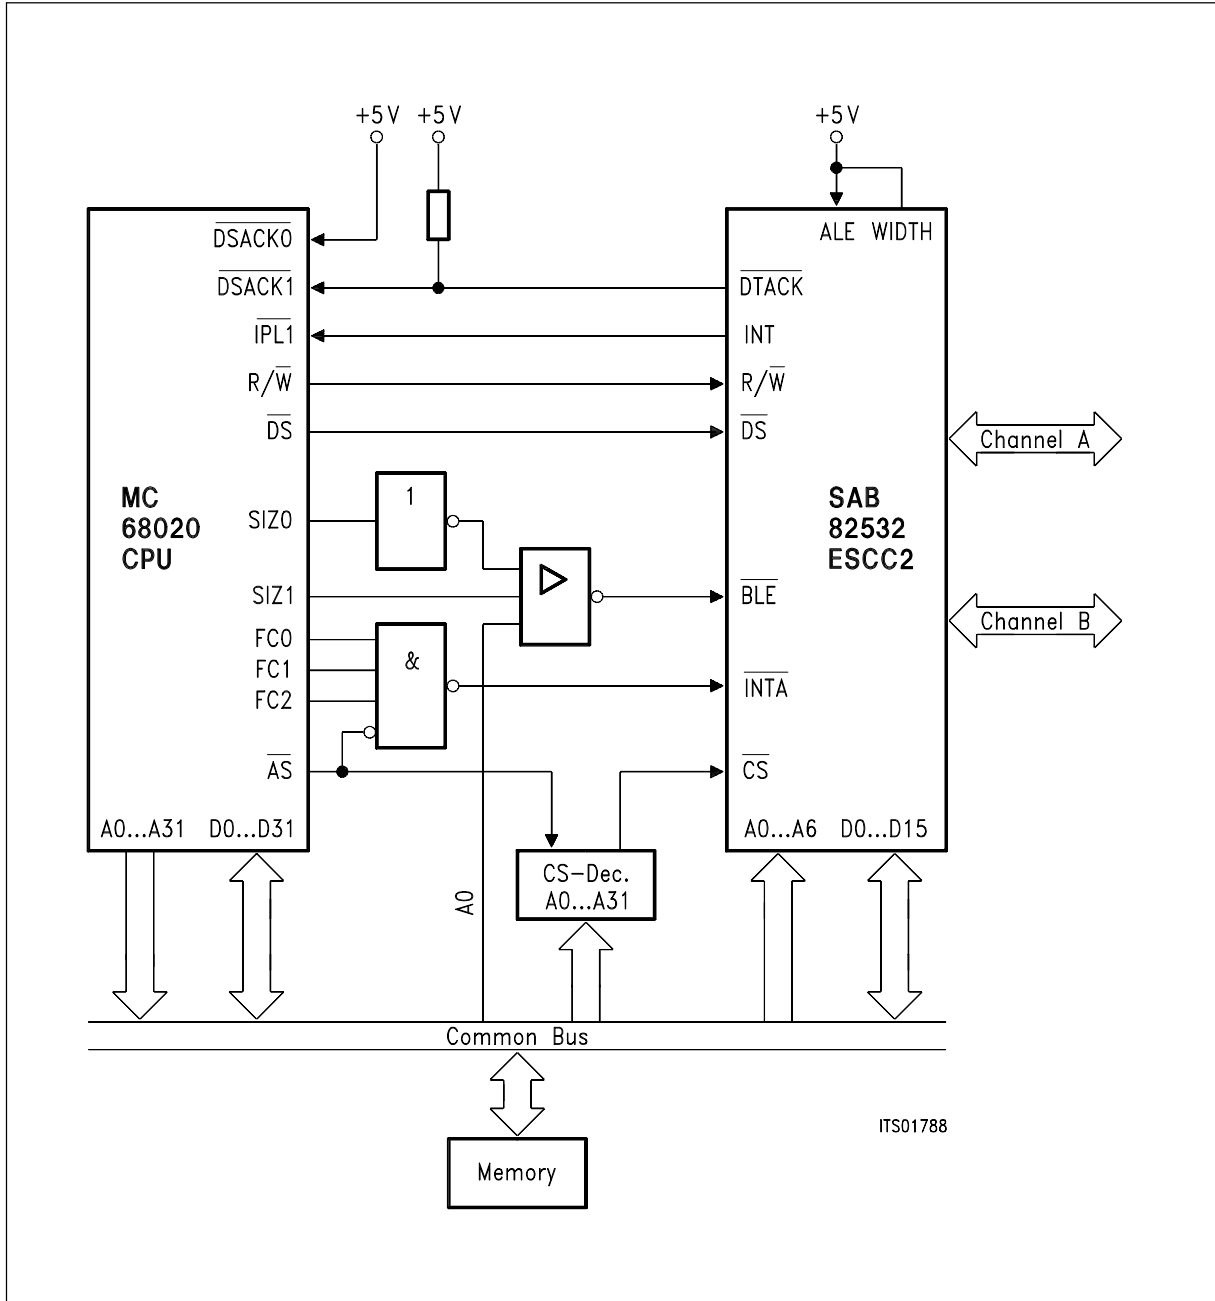 +5V +5V +5V
DSACK0 ALE WIDTH
DSACK1 DTACK
IPL1 INT
R/W R/W
DS DS
Channel A
1
MC SAB
68020 82532
CPU ESCC2
SIZ0
SIZ1 BLE
Channel B
FC0
&
FC1
FC2 INTA
AS CS
A0...A31 D0...D31 A0...A6 D0...D15
CS-Dec.
A0...A31
A0
Common Bus
ITS01788
Memory